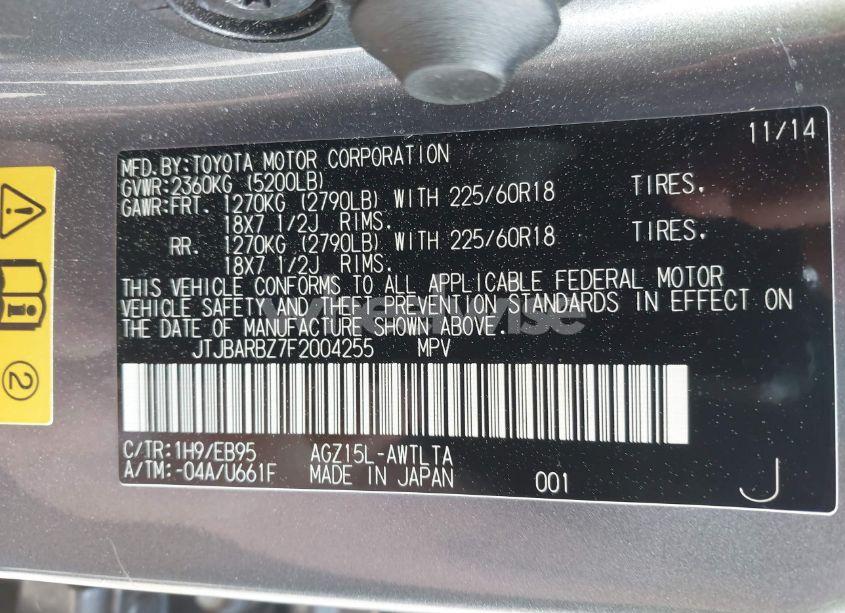 11/14
MFD.BY:TOYOTA MOTOR CORPORATION
GVWR:2360KG (5200LB)
GAWR:FRT. 1270KG (2790LB) WITH 225/60R18 TIRES,
18X7 1/2J RIMS.
RR. 1270KG (2790LB) WITH 225/60R18 TIRES,
18X7 1/2J RIMS.
THIS VEHICLE CONFORMS TO ALL APPLICABLE FEDERAL MOTOR
VEHICLE SAFETY AND THEFT PREVENTION STANDARDS IN EFFECT ON
THE DATE OF MANUFACTURE SHOWN ABOVE.
JTJBARBZ7F2004255 MPV
C/TR:1H9/EB95 AGZ15L-AWTLTA
A/TM:-04A/U661F MADE IN JAPAN 001 J
2